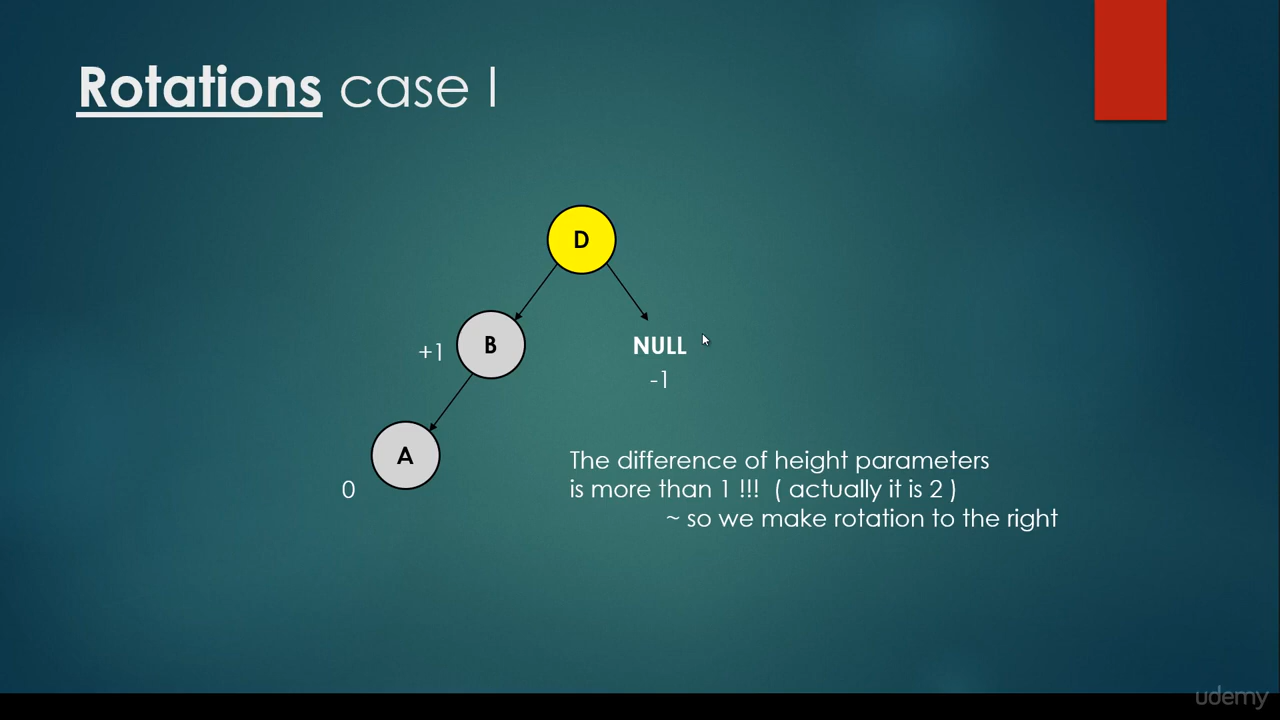 Rotations case I
D
+1 B NULL
-1
A
0
The difference of height parameters
is more than 1 !!! ( actually it is 2 )
~ so we make rotation to the right
udemy